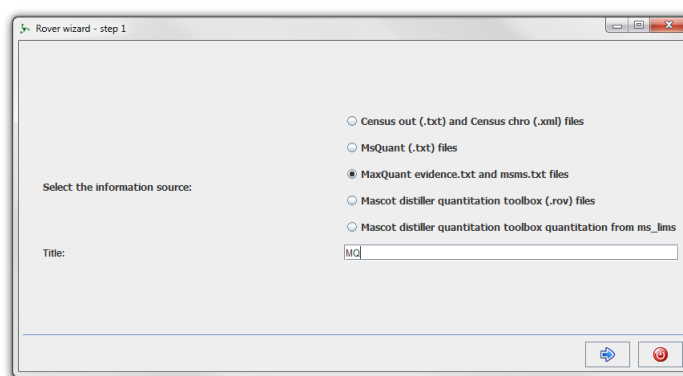 Rover wizard - step 1
Census out (.txt) and Census chro (.xml) files
MsQuant (.txt) files
MaxQuant evidence.txt and msms.txt files
Select the information source:
Mascot distiller quantitation toolbox (.rov) files
Mascot distiller quantitation toolbox quantitation from ms_lims
Title:
MQ